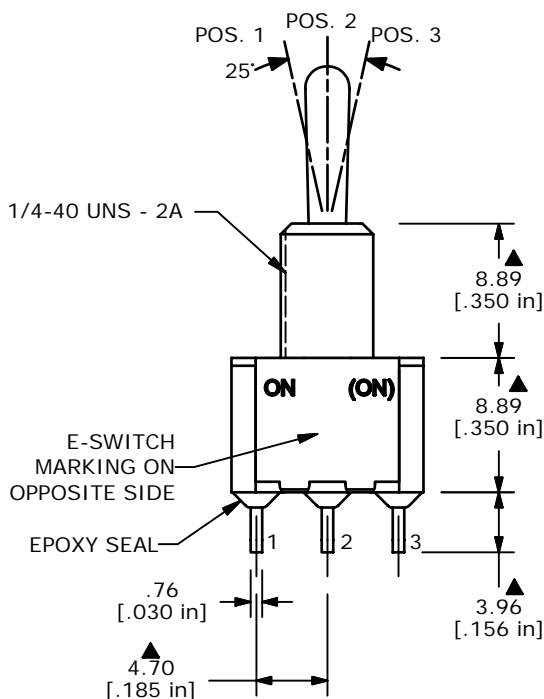 POS. 1
POS. 2
POS. 3
25°
1/4-40 UNS - 2A
8.89
[.350 in]
ON (ON)
8.89
[.350 in]
E-SWITCH
MARKING ON
OPPOSITE SIDE
EPOXY SEAL
1 2 3
.76
[.030 in]
3.96
[.156 in]
4.70
[.185 in]